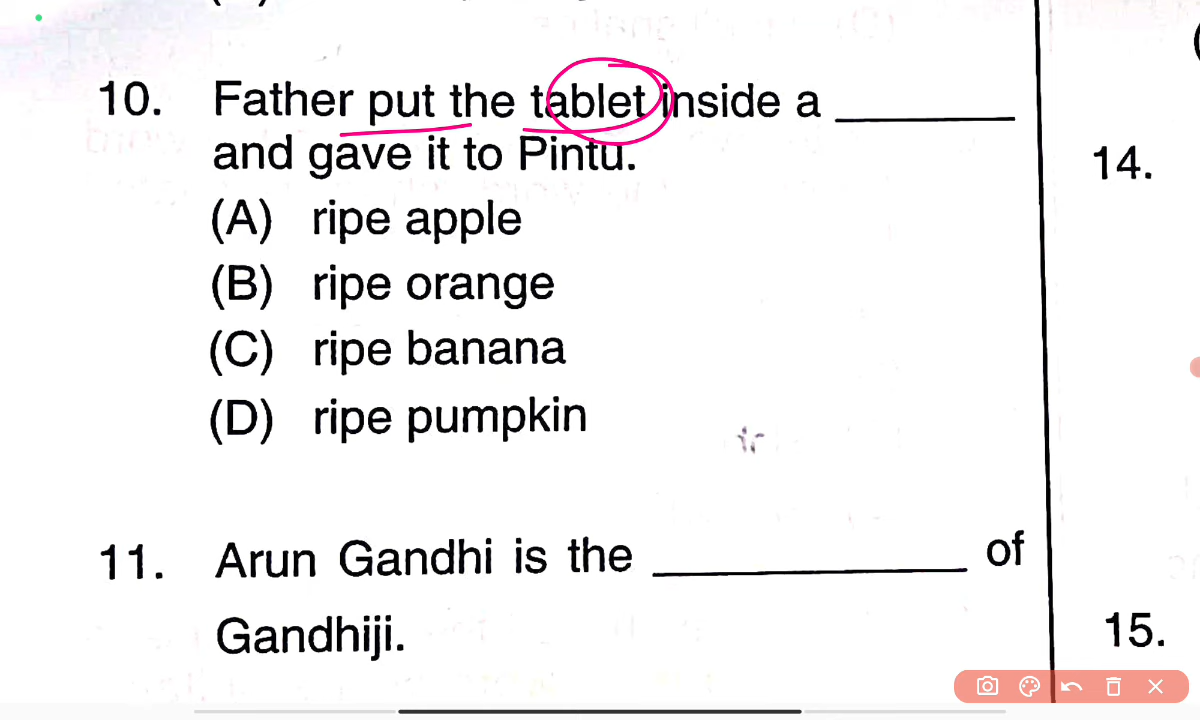 10. Father put the tablet inside a ________
and gave it to Pintu.
(A) ripe apple
(B) ripe orange
(C) ripe banana
(D) ripe pumpkin
11. Arun Gandhi is the ________ of
Gandhiji.
14.
15.